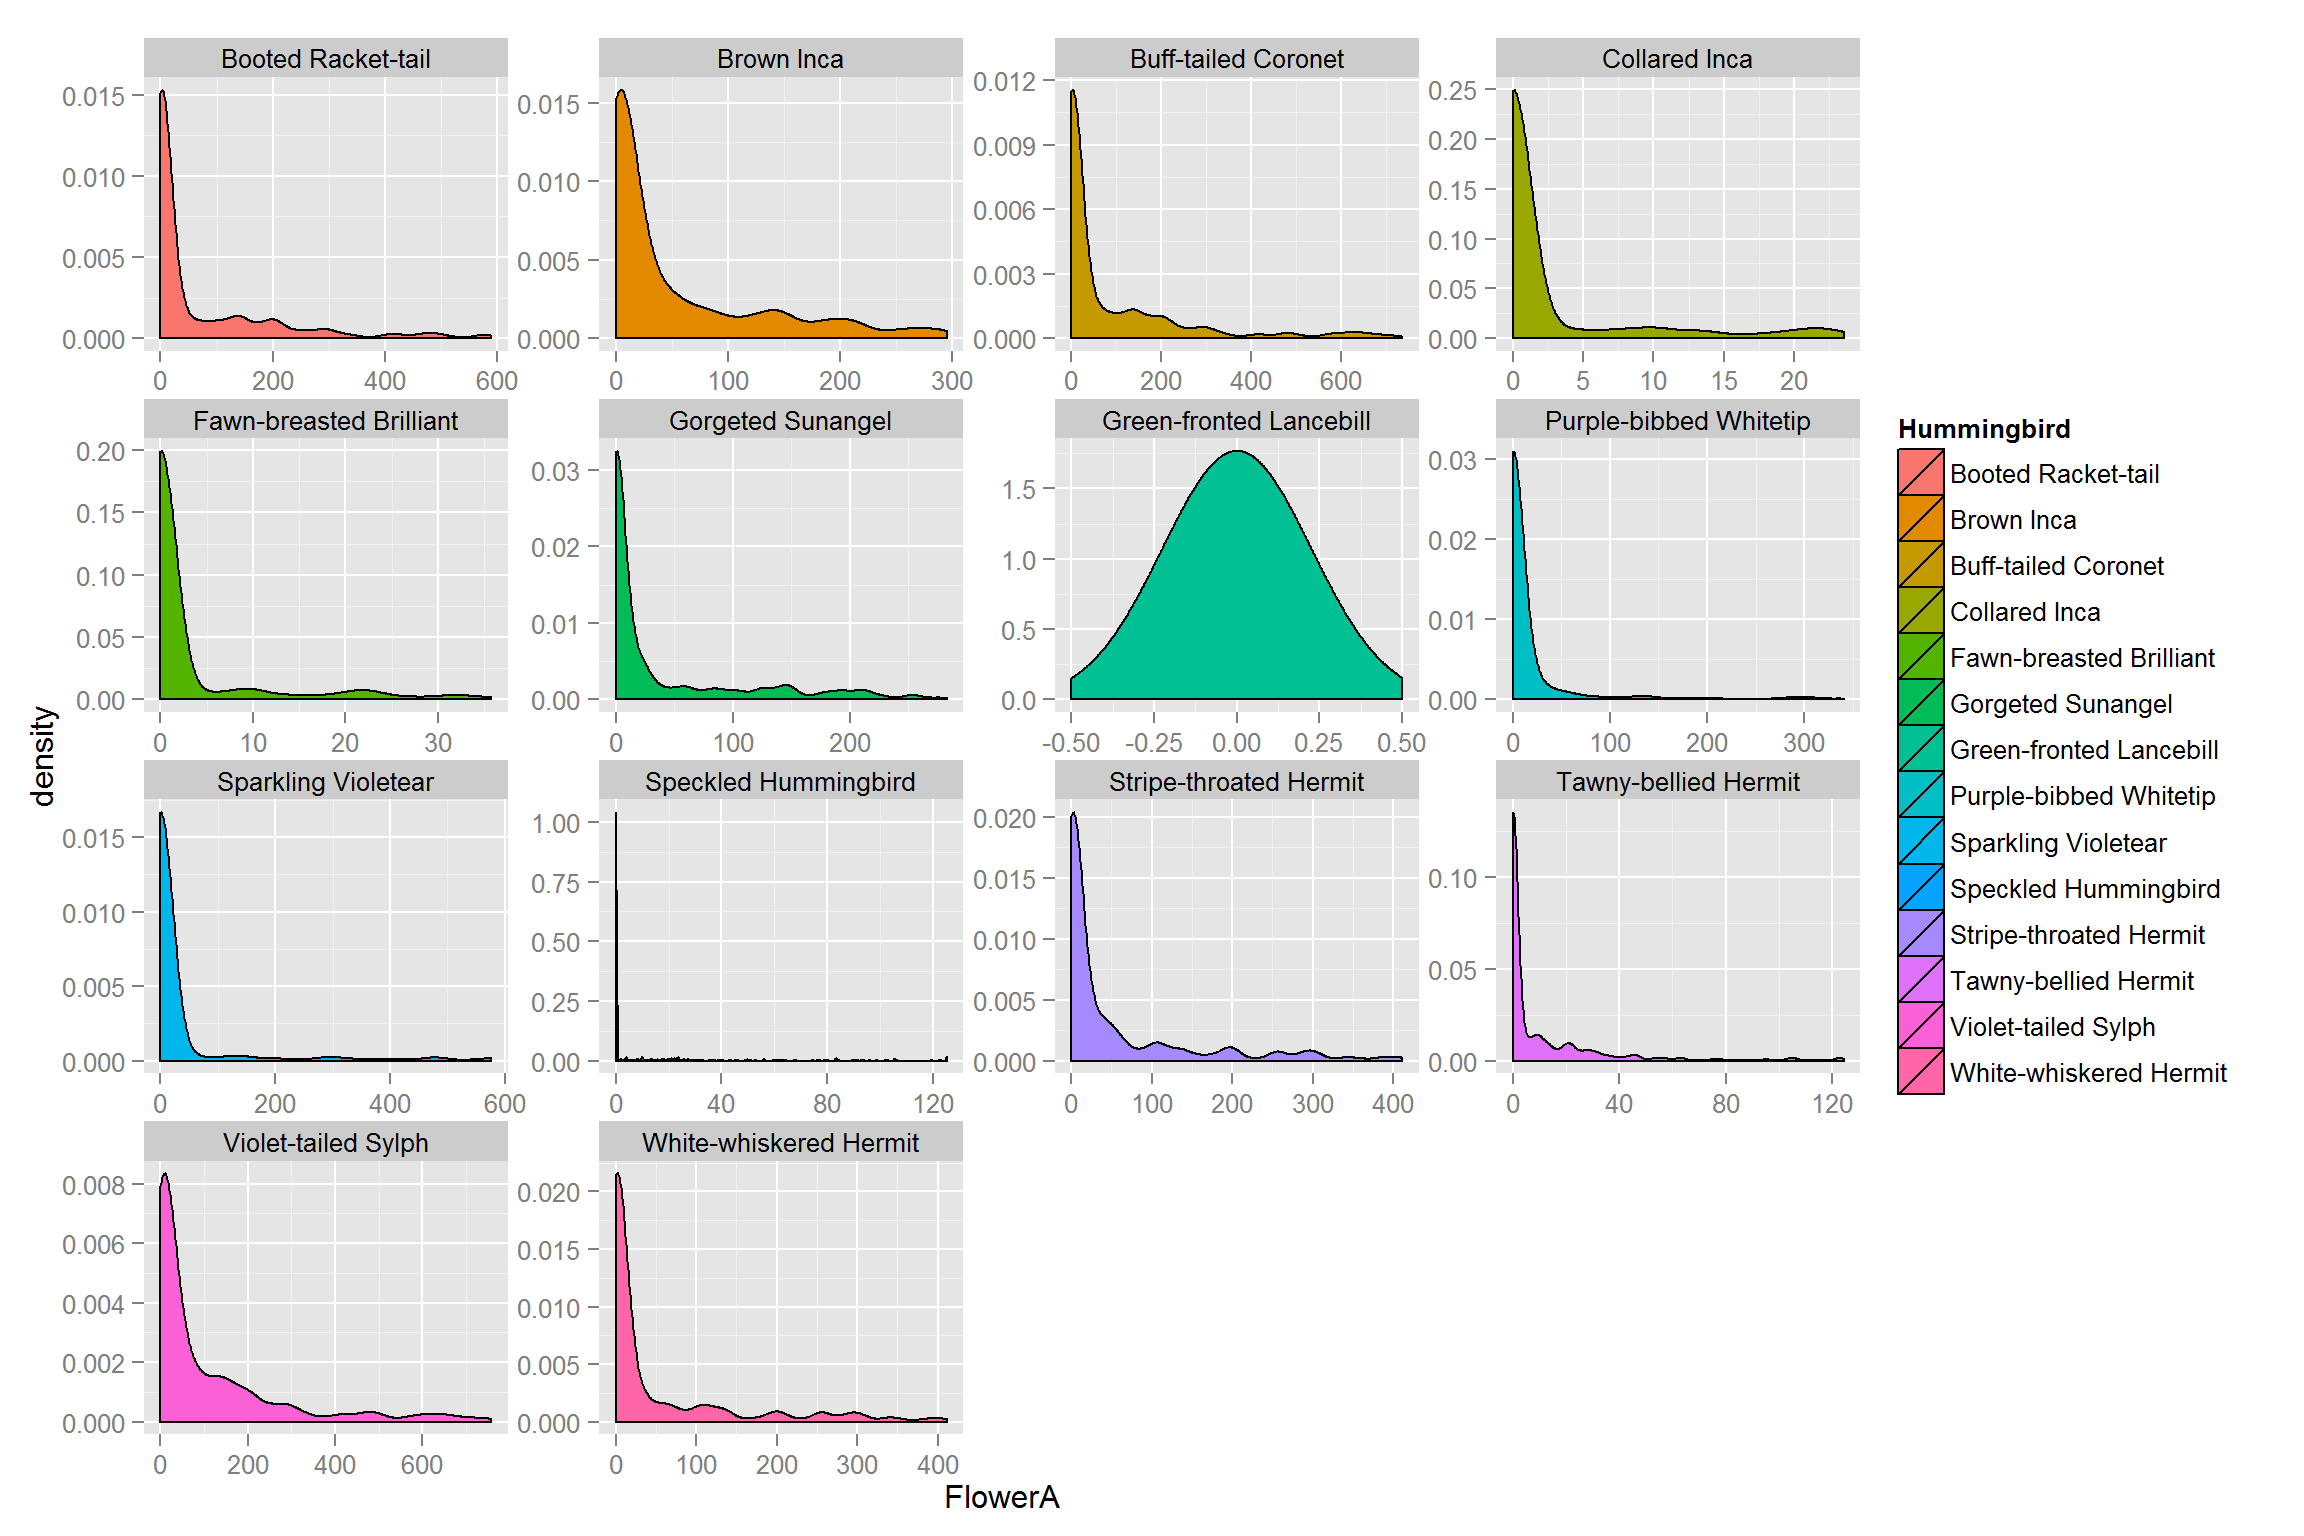 Booted Racket-tail
Brown Inca
Buff-tailed Coronet
Collared Inca
0.015
0.010
0.005
0.000
0 200 400 600
0.015
0.010
0.005
0.000
0 100 200 300
0.012
0.009
0.006
0.003
0.000
0 200 400 600
0.25
0.20
0.15
0.10
0.05
0.00
0 5 10 15 20
Fawn-breasted Brilliant
Gorgeted Sunangel
Green-fronted Lancebill
Purple-bibbed Whitetip
0.20
0.15
0.10
0.05
0.00
0 10 20 30
0.03
0.02
0.01
0.00
0 100 200
1.5
1.0
0.5
0.0
-0.50 -0.25 0.00 0.25 0.50
0.03
0.02
0.01
0.00
0 100 200 300
Sparkling Violetear
Speckled Hummingbird
Stripe-throated Hermit
Tawny-bellied Hermit
0.015
0.010
0.005
0.000
0 200 400 600
1.00
0.75
0.50
0.25
0.00
0 40 80 120
0.020
0.015
0.010
0.005
0.000
0 100 200 300 400
0.10
0.05
0.00
0 40 80 120
Violet-tailed Sylph
White-whiskered Hermit
0.008
0.006
0.004
0.002
0.000
0 200 400 600
0.020
0.015
0.010
0.005
0.000
0 100 200 300 400
density
FlowerA
Hummingbird
Booted Racket-tail
Brown Inca
Buff-tailed Coronet
Collared Inca
Fawn-breasted Brilliant
Gorgeted Sunangel
Green-fronted Lancebill
Purple-bibbed Whitetip
Sparkling Violetear
Speckled Hummingbird
Stripe-throated Hermit
Tawny-bellied Hermit
Violet-tailed Sylph
White-whiskered Hermit